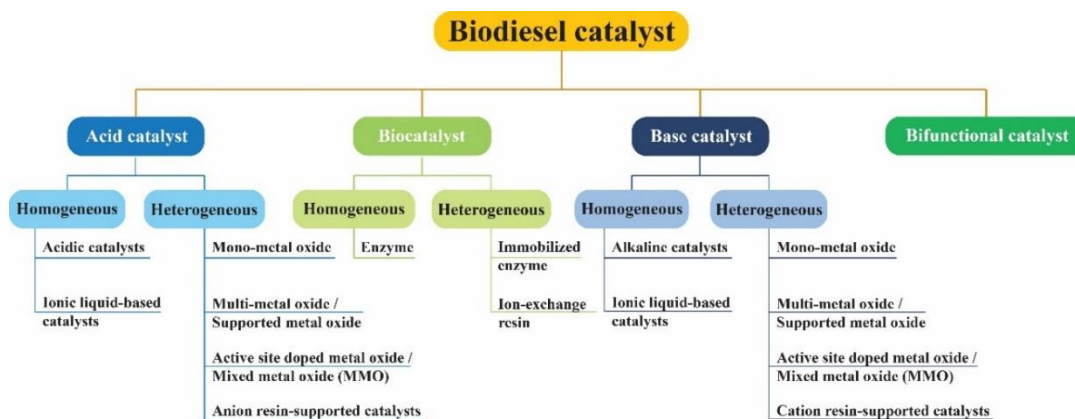 Biodiesel catalyst
Acid catalyst
Biocatalyst
Base catalyst
Bifunctional catalyst
Homogeneous
Heterogeneous
Homogeneous
Heterogeneous
Homogeneous
Heterogeneous
Acidic catalysts
Ionic liquid-based
catalysts
Mono-metal oxide
Multi-metal oxide /
Supported metal oxide
Active site doped metal oxide /
Mixed metal oxide (MMO)
Anion resin-supported catalysts
Enzyme
Immobilized
enzyme
Ion-exchange
resin
Alkaline catalysts
Ionic liquid-based
catalysts
Mono-metal oxide
Multi-metal oxide /
Supported metal oxide
Active site doped metal oxide /
Mixed metal oxide (MMO)
Cation resin-supported catalysts